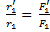 r₁′/r₁ = F₁′/F₁